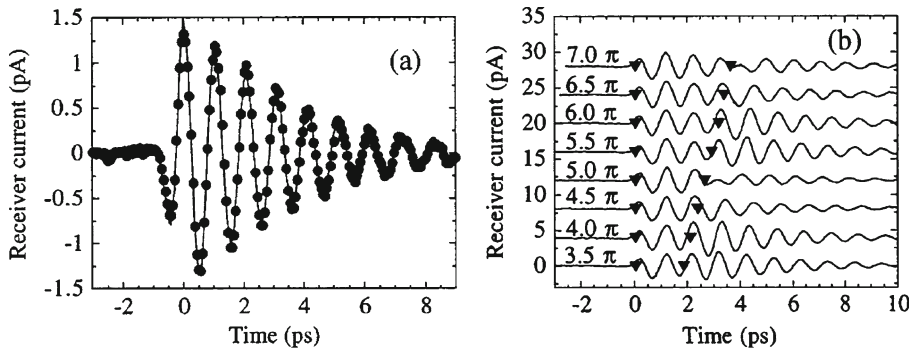 (a)
Receiver current (pA)
1.5
1
0.5
0
-0.5
-1
-1.5
-2 0 2 4 6 8
Time (ps)
(b)
Receiver current (pA)
35
30
25
20
15
10
5
0
7.0 π
6.5 π
6.0 π
5.5 π
5.0 π
4.5 π
4.0 π
3.5 π
-2 0 2 4 6 8 10
Time (ps)